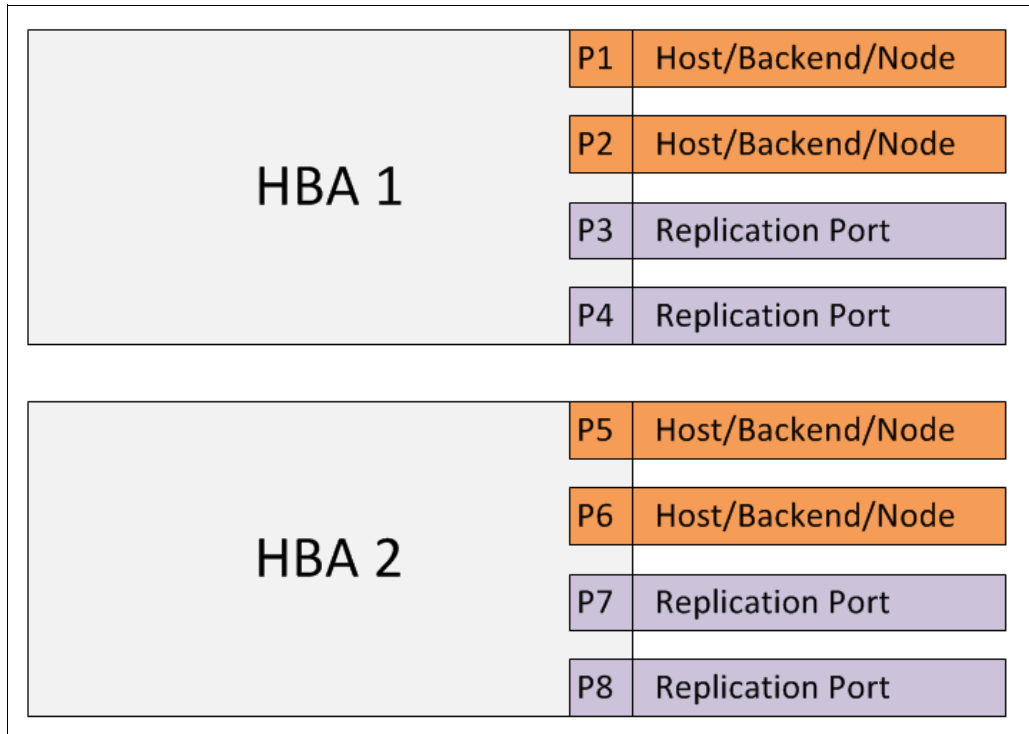 HBA 1
P1 Host/Backend/Node
P2 Host/Backend/Node
P3 Replication Port
P4 Replication Port
HBA 2
P5 Host/Backend/Node
P6 Host/Backend/Node
P7 Replication Port
P8 Replication Port